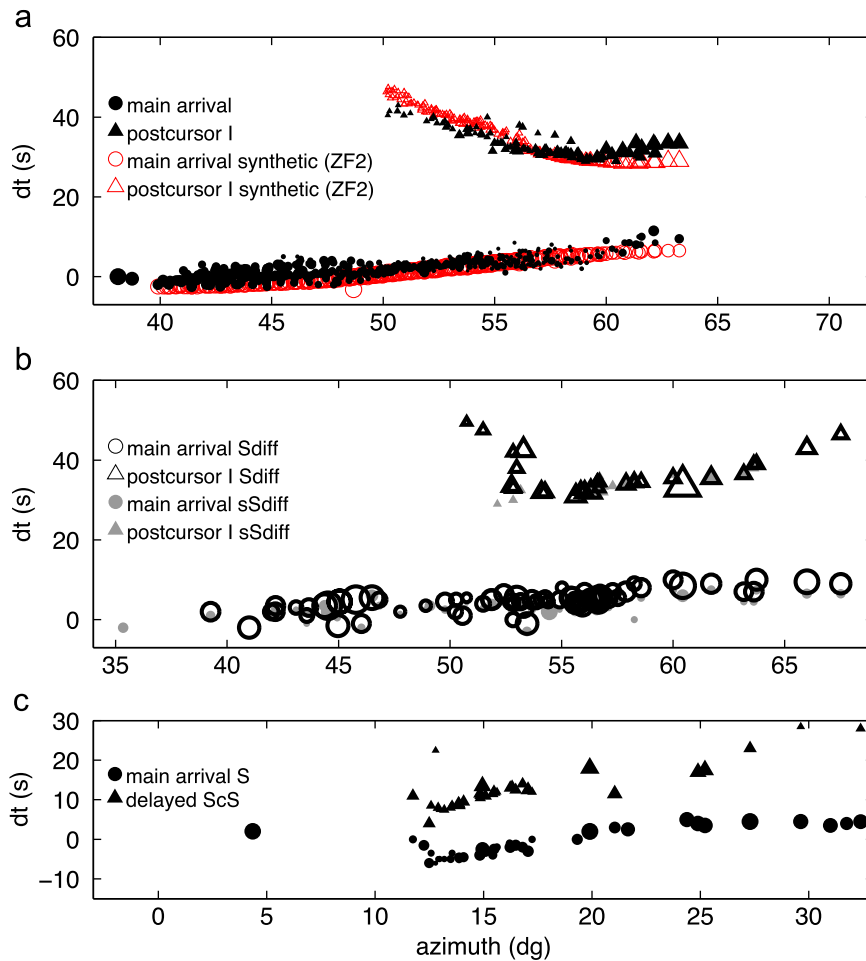 a
60
40
20
0
dt (s)
main arrival
postcursor I
main arrival synthetic (ZF2)
postcursor I synthetic (ZF2)
40 45 50 55 60 65 70
b
60
40
20
0
dt (s)
main arrival Sdiff
postcursor I Sdiff
main arrival sSdiff
postcursor I sSdiff
35 40 45 50 55 60 65
c
30
20
10
0
−10
dt (s)
main arrival S
delayed ScS
0 5 10 15 20 25 30
azimuth (dg)